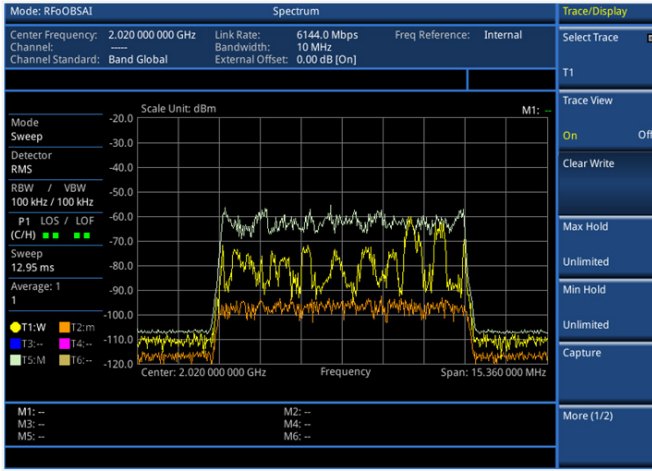 Mode: RFoOBSAI Spectrum Trace/Display
Center Frequency: 2.020 000 000 GHz Link Rate: 6144.0 Mbps Freq Reference: Internal
Channel: ----- Bandwidth: 10 MHz
Channel Standard: Band Global External Offset: 0.00 dB [On]
Select Trace
T1
Scale Unit: dBm M1: --
Trace View
On Off
Mode
Sweep
Detector
RMS
RBW / VBW
100 kHz / 100 kHz
P1 LOS / LOF
(C/H)
Sweep
12.95 ms
Average: 1
1
T1:W T2:m
T3:-- T4:--
T5:M T6:--
-20.0
-30.0
-40.0
-50.0
-60.0
-70.0
-80.0
-90.0
-100.0
-110.0
-120.0
Center: 2.020 000 000 GHz Frequency Span: 15.360 000 MHz
Clear Write
Max Hold
Unlimited
Min Hold
Unlimited
Capture
More (1/2)
M1: -- M2: --
M3: -- M4: --
M5: -- M6: --